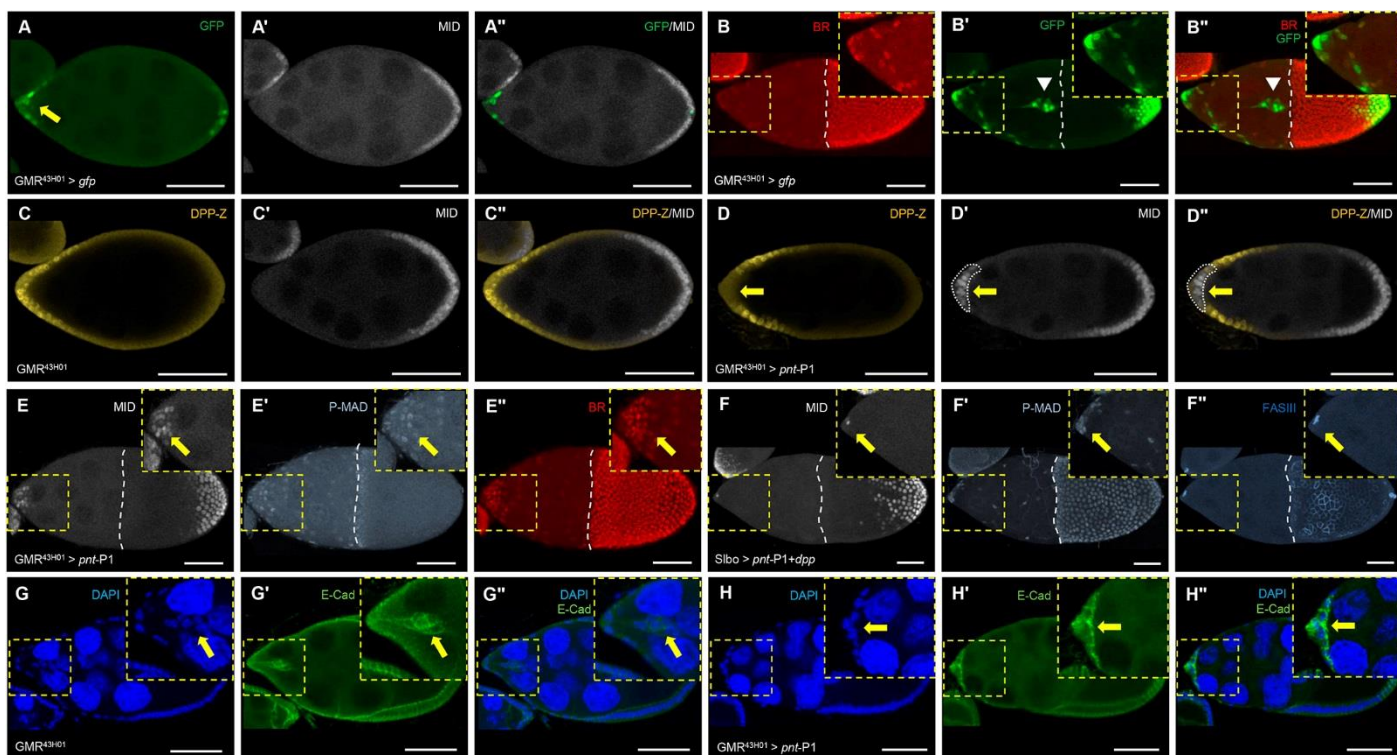 A GFP
GMR43H01 > gfp
A' MID
A" GFP/MID
B BR
GMR43H01 > gfp
B' GFP
B" BR
GFP
C DPP-Z
GMR43H01
C' MID
C" DPP-Z/MID
D DPP-Z
GMR43H01 > pnt-P1
D' MID
D" DPP-Z/MID
E MID
GMR43H01 > pnt-P1
E' P-MAD
E" BR
F MID
Slbo > pnt-P1+dpp
F' P-MAD
F" FASIII
G DAPI
GMR43H01
G' E-Cad
G" DAPI
E-Cad
H DAPI
GMR43H01 > pnt-P1
H' E-Cad
H" DAPI
E-Cad